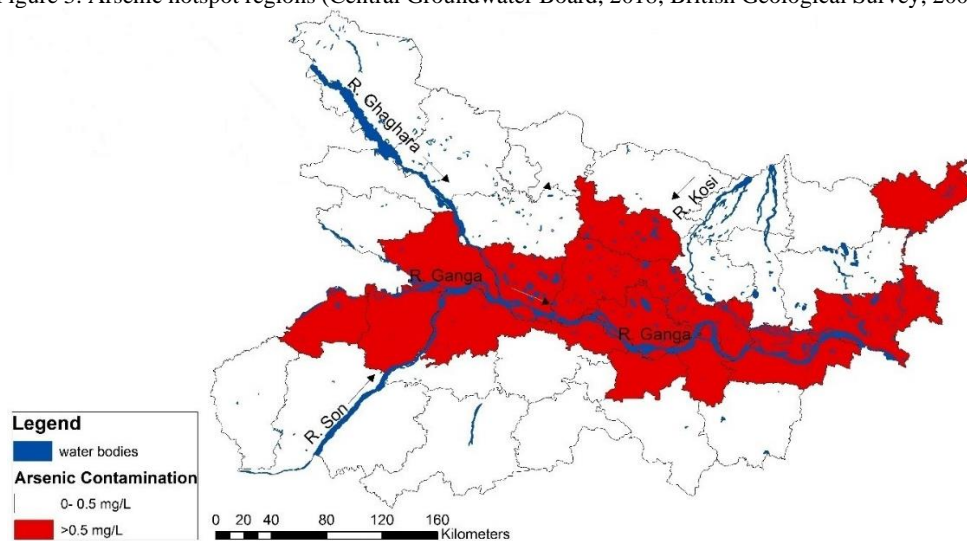 Figure 3. Arsenic hotspot regions (Central Groundwater Board, 2018; British Geological Survey, 200
R. Ghaghara
R. Kosi
R. Ganga
R. Ganga
R. Son
Legend
water bodies
Arsenic Contamination
0- 0.5 mg/L
>0.5 mg/L
0 20 40 80 120 160
Kilometers